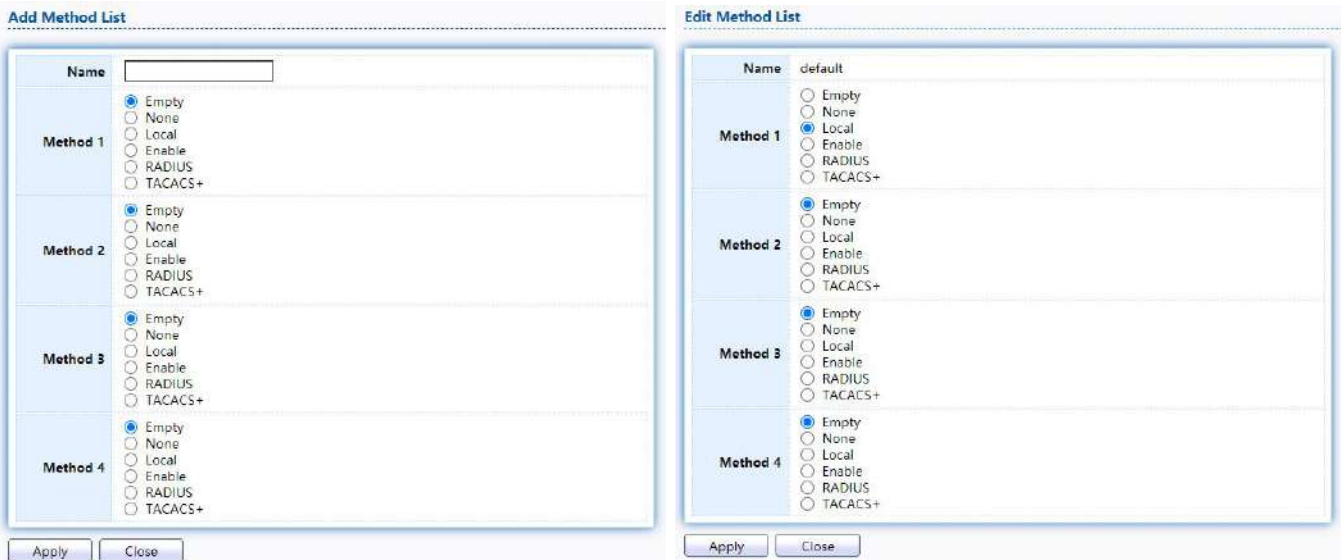 Add Method List
Name
Method 1
Empty
None
Local
Enable
RADIUS
TACACS+
Method 2
Empty
None
Local
Enable
RADIUS
TACACS+
Method 3
Empty
None
Local
Enable
RADIUS
TACACS+
Method 4
Empty
None
Local
Enable
RADIUS
TACACS+
Apply Close
Edit Method List
Name default
Method 1
Empty
None
Local
Enable
RADIUS
TACACS+
Method 2
Empty
None
Local
Enable
RADIUS
TACACS+
Method 3
Empty
None
Local
Enable
RADIUS
TACACS+
Method 4
Empty
None
Local
Enable
RADIUS
TACACS+
Apply Close